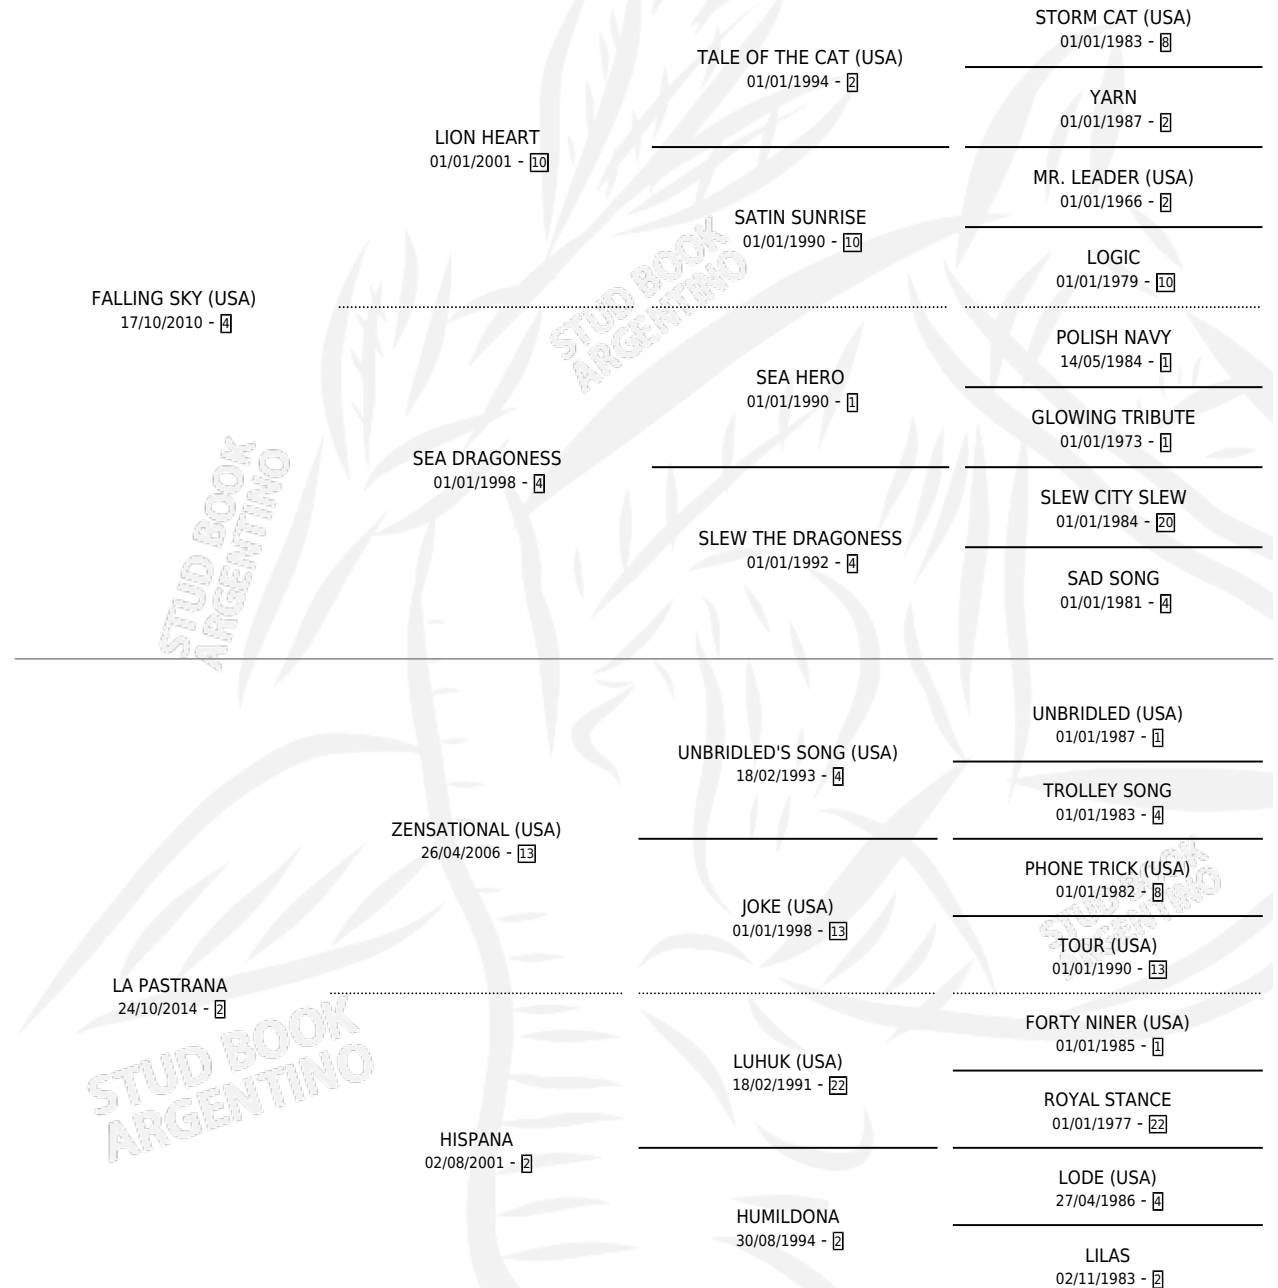 STORM CAT (USA)
01/01/1983 - 8
TALE OF THE CAT (USA)
01/01/1994 - 2
YARN
01/01/1987 - 2
LION HEART
01/01/2001 - 10
MR. LEADER (USA)
01/01/1966 - 2
SATIN SUNRISE
01/01/1990 - 10
LOGIC
01/01/1979 - 10
FALLING SKY (USA)
17/10/2010 - 4
POLISH NAVY
14/05/1984 - 1
SEA HERO
01/01/1990 - 1
GLOWING TRIBUTE
01/01/1973 - 1
SEA DRAGONESS
01/01/1998 - 4
SLEW CITY SLEW
01/01/1984 - 20
SLEW THE DRAGONESS
01/01/1992 - 4
SAD SONG
01/01/1981 - 4
UNBRIDLED (USA)
01/01/1987 - 1
UNBRIDLED'S SONG (USA)
18/02/1993 - 4
TROLLEY SONG
01/01/1983 - 4
ZENSATIONAL (USA)
26/04/2006 - 13
PHONE TRICK (USA)
01/01/1982 - 8
JOKE (USA)
01/01/1998 - 13
TOUR (USA)
01/01/1990 - 13
LA PASTRANA
24/10/2014 - 2
FORTY NINER (USA)
01/01/1985 - 1
LUHUK (USA)
18/02/1991 - 22
ROYAL STANCE
01/01/1977 - 22
HISPANA
02/08/2001 - 2
LODE (USA)
27/04/1986 - 4
HUMILDONA
30/08/1994 - 2
LILAS
02/11/1983 - 2
STUD BOOK
ARGENTINO
STUD BOOK
ARGENTINO
STUD BOOK
ARGENTINO
STUD BOOK
ARGENTINO